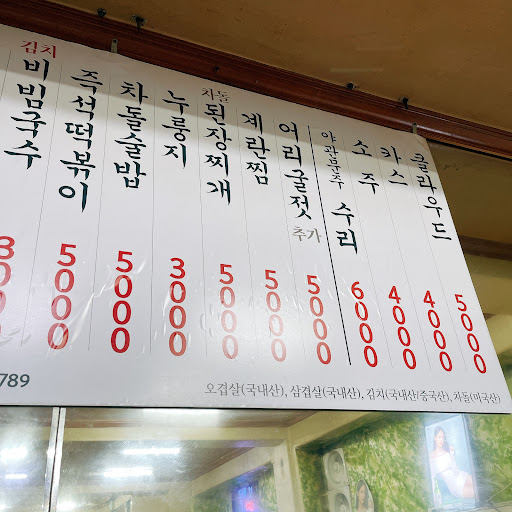 김치
비빔국수
3000
즉석떡볶이
5000
차돌술밥
5000
누룽지
3000
차돌
된장찌개
5000
계란찜
5000
어리굴젓
추가
5000
야관문주 수리
6000
소주
4000
카스
4000
클라우드
5000
789
오겹살(국내산), 삼겹살(국내산), 김치(국내산/중국산), 차돌(미국산)